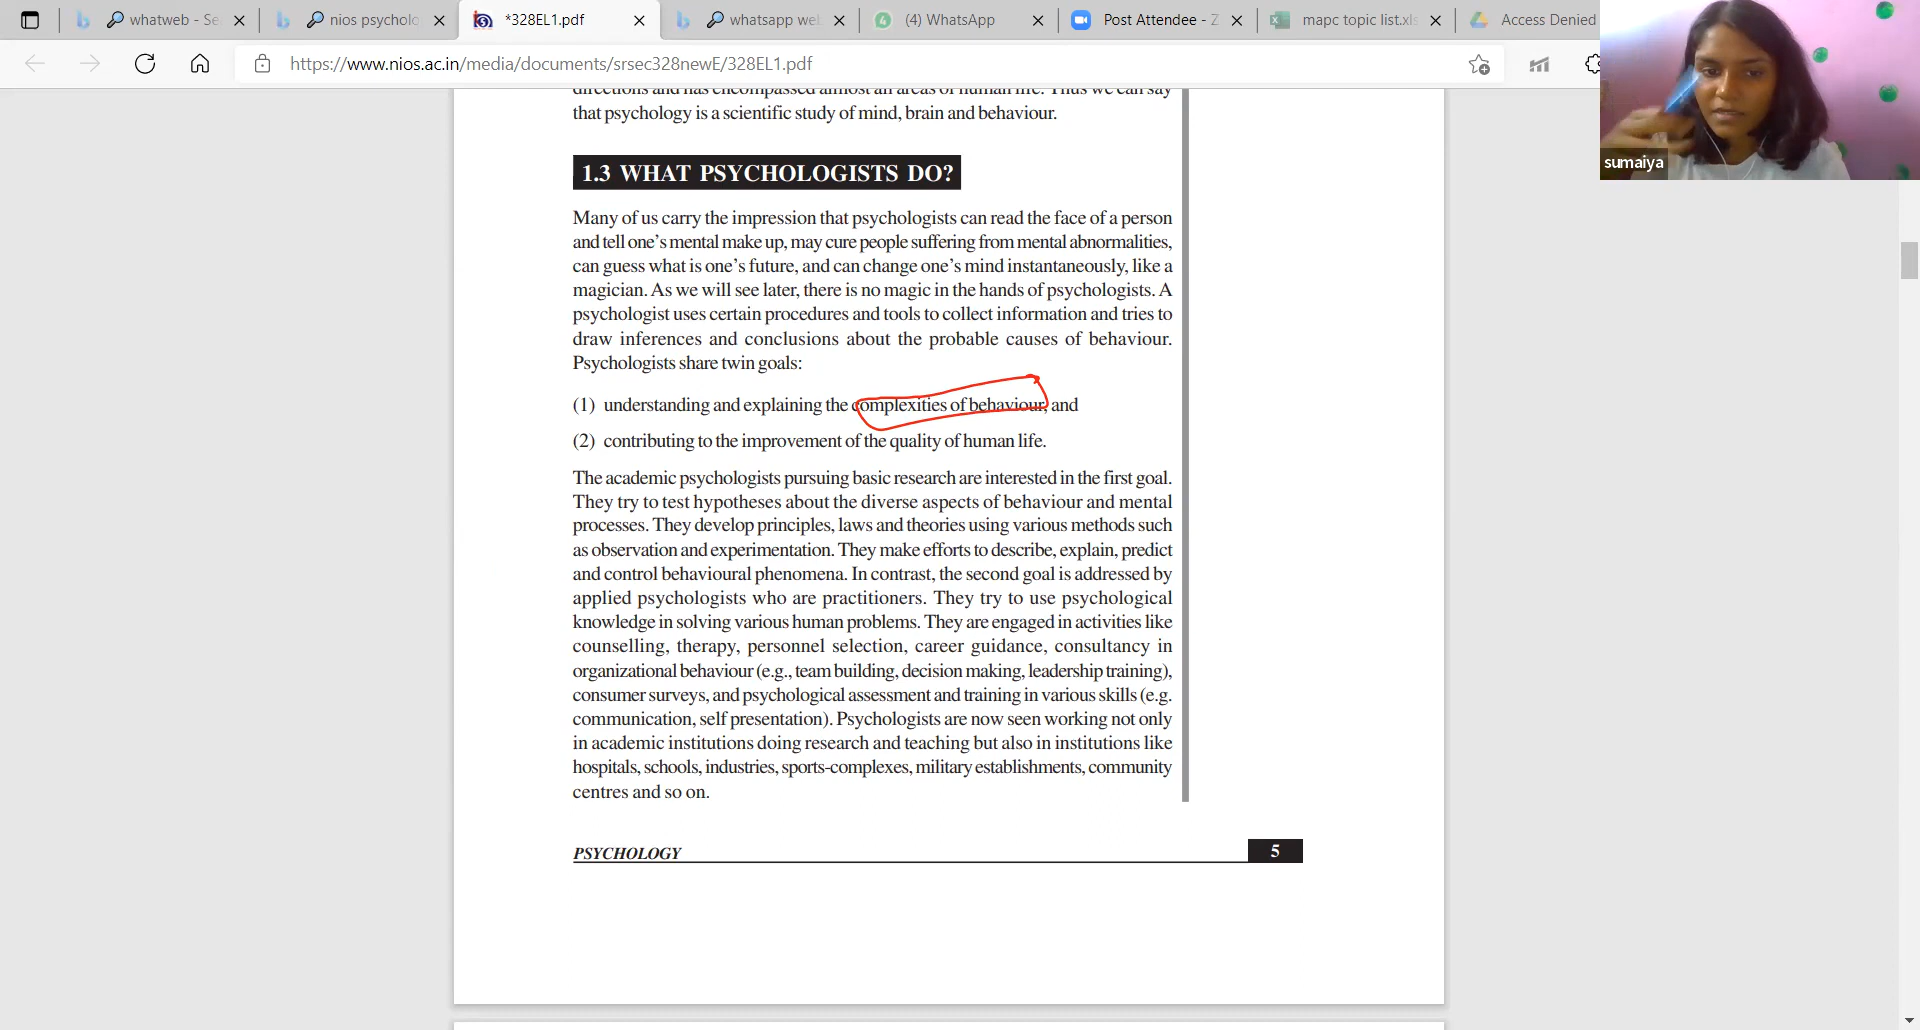 whatweb - Se
nios psycholo
*328EL1.pdf
whatsapp web
(4) WhatsApp
Post Attendee - Z
mapc topic list.xls
Access Denied
https://www.nios.ac.in/media/documents/srsec328newE/328EL1.pdf
sumaiya
directions and has encompassed almost all areas of human life. Thus we can say
that psychology is a scientific study of mind, brain and behaviour.
1.3 WHAT PSYCHOLOGISTS DO?
Many of us carry the impression that psychologists can read the face of a person
and tell one's mental make up, may cure people suffering from mental abnormalities,
can guess what is one's future, and can change one's mind instantaneously, like a
magician. As we will see later, there is no magic in the hands of psychologists. A
psychologist uses certain procedures and tools to collect information and tries to
draw inferences and conclusions about the probable causes of behaviour.
Psychologists share twin goals:
(1) understanding and explaining the complexities of behaviour, and
(2) contributing to the improvement of the quality of human life.
The academic psychologists pursuing basic research are interested in the first goal.
They try to test hypotheses about the diverse aspects of behaviour and mental
processes. They develop principles, laws and theories using various methods such
as observation and experimentation. They make efforts to describe, explain, predict
and control behavioural phenomena. In contrast, the second goal is addressed by
applied psychologists who are practitioners. They try to use psychological
knowledge in solving various human problems. They are engaged in activities like
counselling, therapy, personnel selection, career guidance, consultancy in
organizational behaviour (e.g., team building, decision making, leadership training),
consumer surveys, and psychological assessment and training in various skills (e.g.
communication, self presentation). Psychologists are now seen working not only
in academic institutions doing research and teaching but also in institutions like
hospitals, schools, industries, sports-complexes, military establishments, community
centres and so on.
PSYCHOLOGY
5